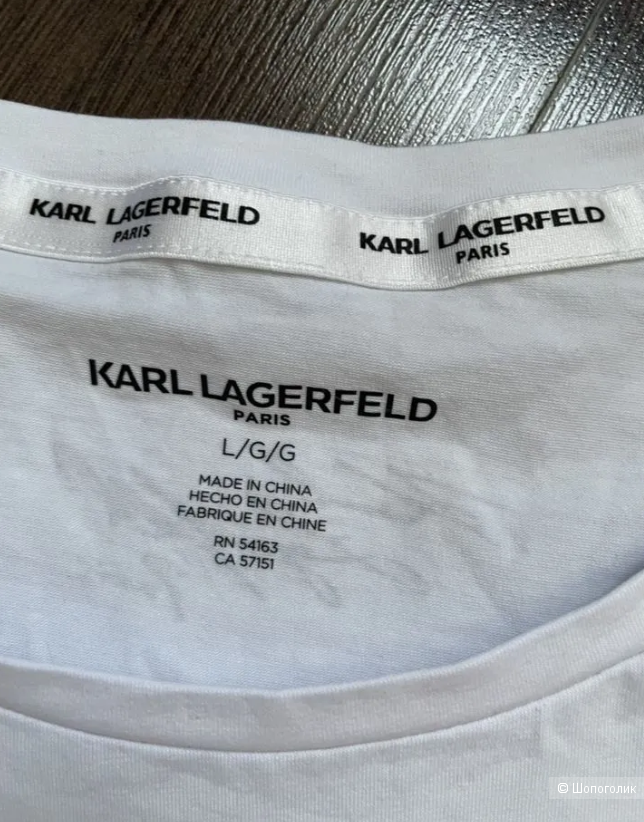 KARL LAGERFELD
PARIS
KARL LAGERFELD
PARIS
KARL LAGERFELD
PARIS
L/G/G
MADE IN CHINA
HECHO EN CHINA
FABRIQUE EN CHINE
RN 54163
CA 57151
© Шопоголик